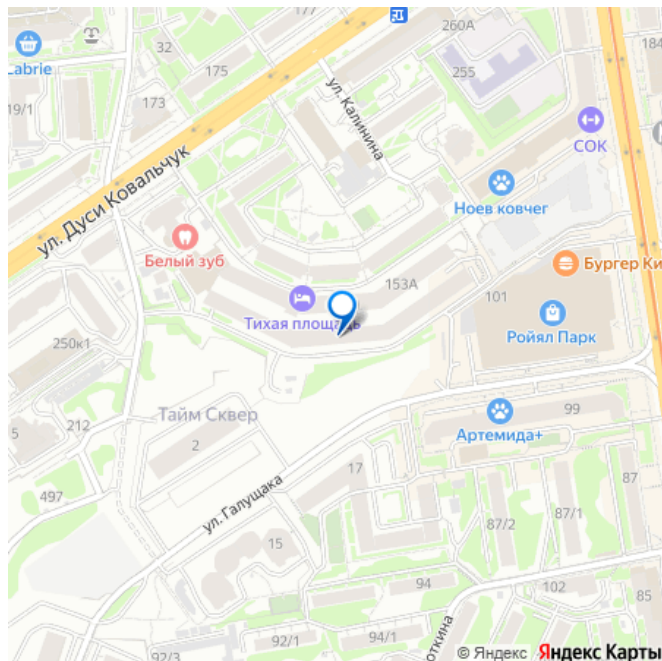 177
260А
Labrie
32
175
255
184
19/1
173
ул. Калинина
СОК
ул. Дуси Ковальчук
Ноев ковчег
Белый зуб
153А
Бургер Ки
101
Тихая площадь
Ройял Парк
250к1
Тайм Сквер
99
212
5
2
Артемида+
497
17
87
ул. Галущака
87/2
87/1
15
94
102
85
92/1
94/1
откина
92/3
© Яндекс Яндекс Карты